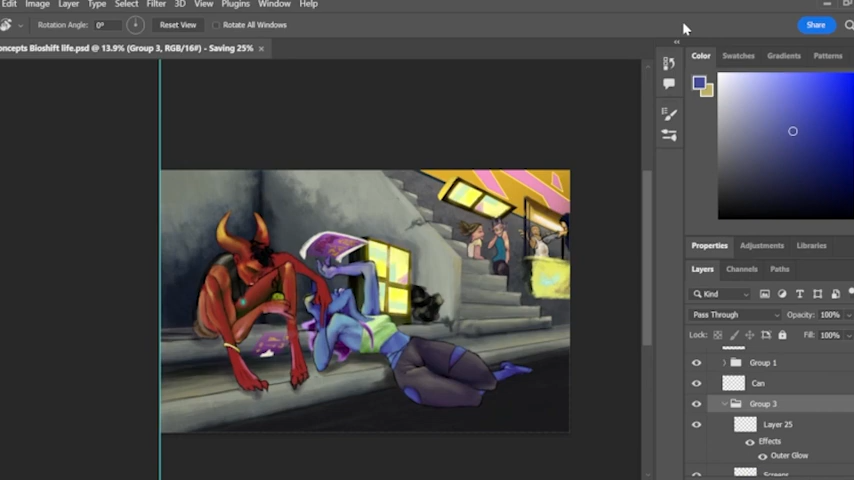 Edit Image Layer Type Select Filter 3D View Plugins Window Help
Rotation Angle: 0° Reset View Rotate All Windows Share
oncepts Bioshift life.psd @ 13.9% (Group 3, RGB/16#) - Saving 25% ×
Color Swatches Gradients Patterns
Properties Adjustments Libraries
Layers Channels Paths
Kind
Pass Through Opacity: 100%
Lock: Fill: 100%
Group 1
Can
Group 3
Layer 25
Effects
Outer Glow
Screens